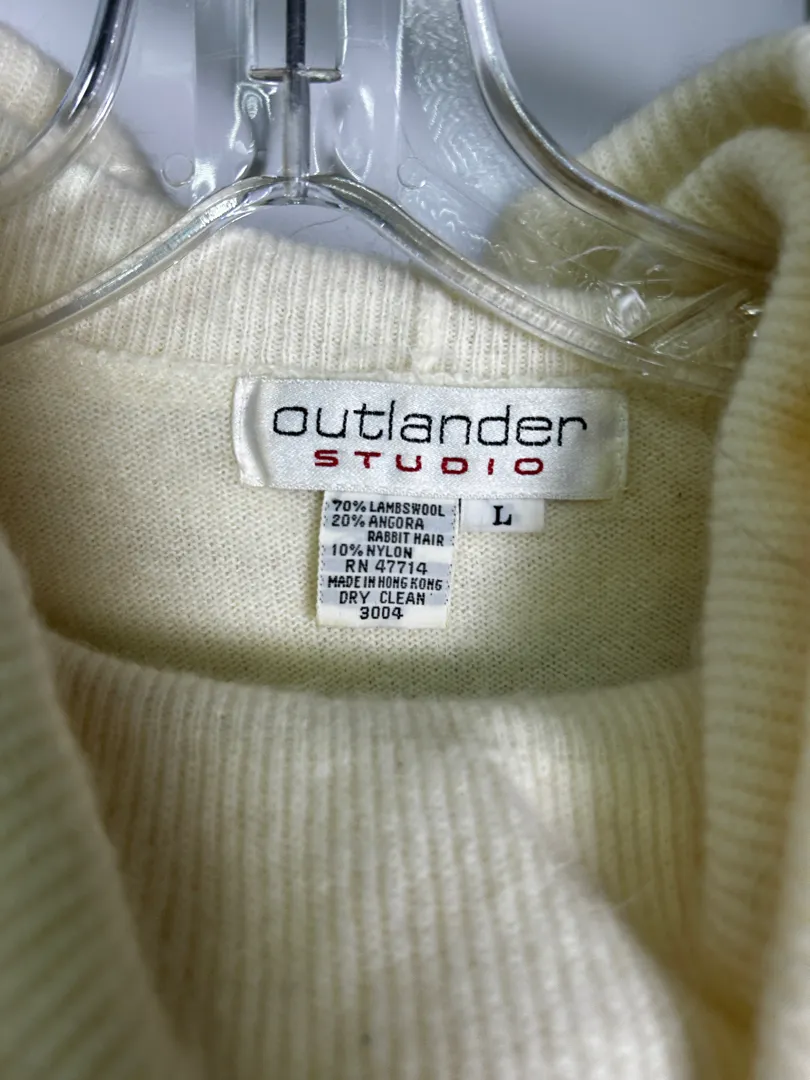 outlander
STUDIO
70% LAMBSWOOL
20% ANGORA
RABBIT HAIR
10% NYLON
RN 47714
MADE IN HONG KONG
DRY CLEAN
3004
L